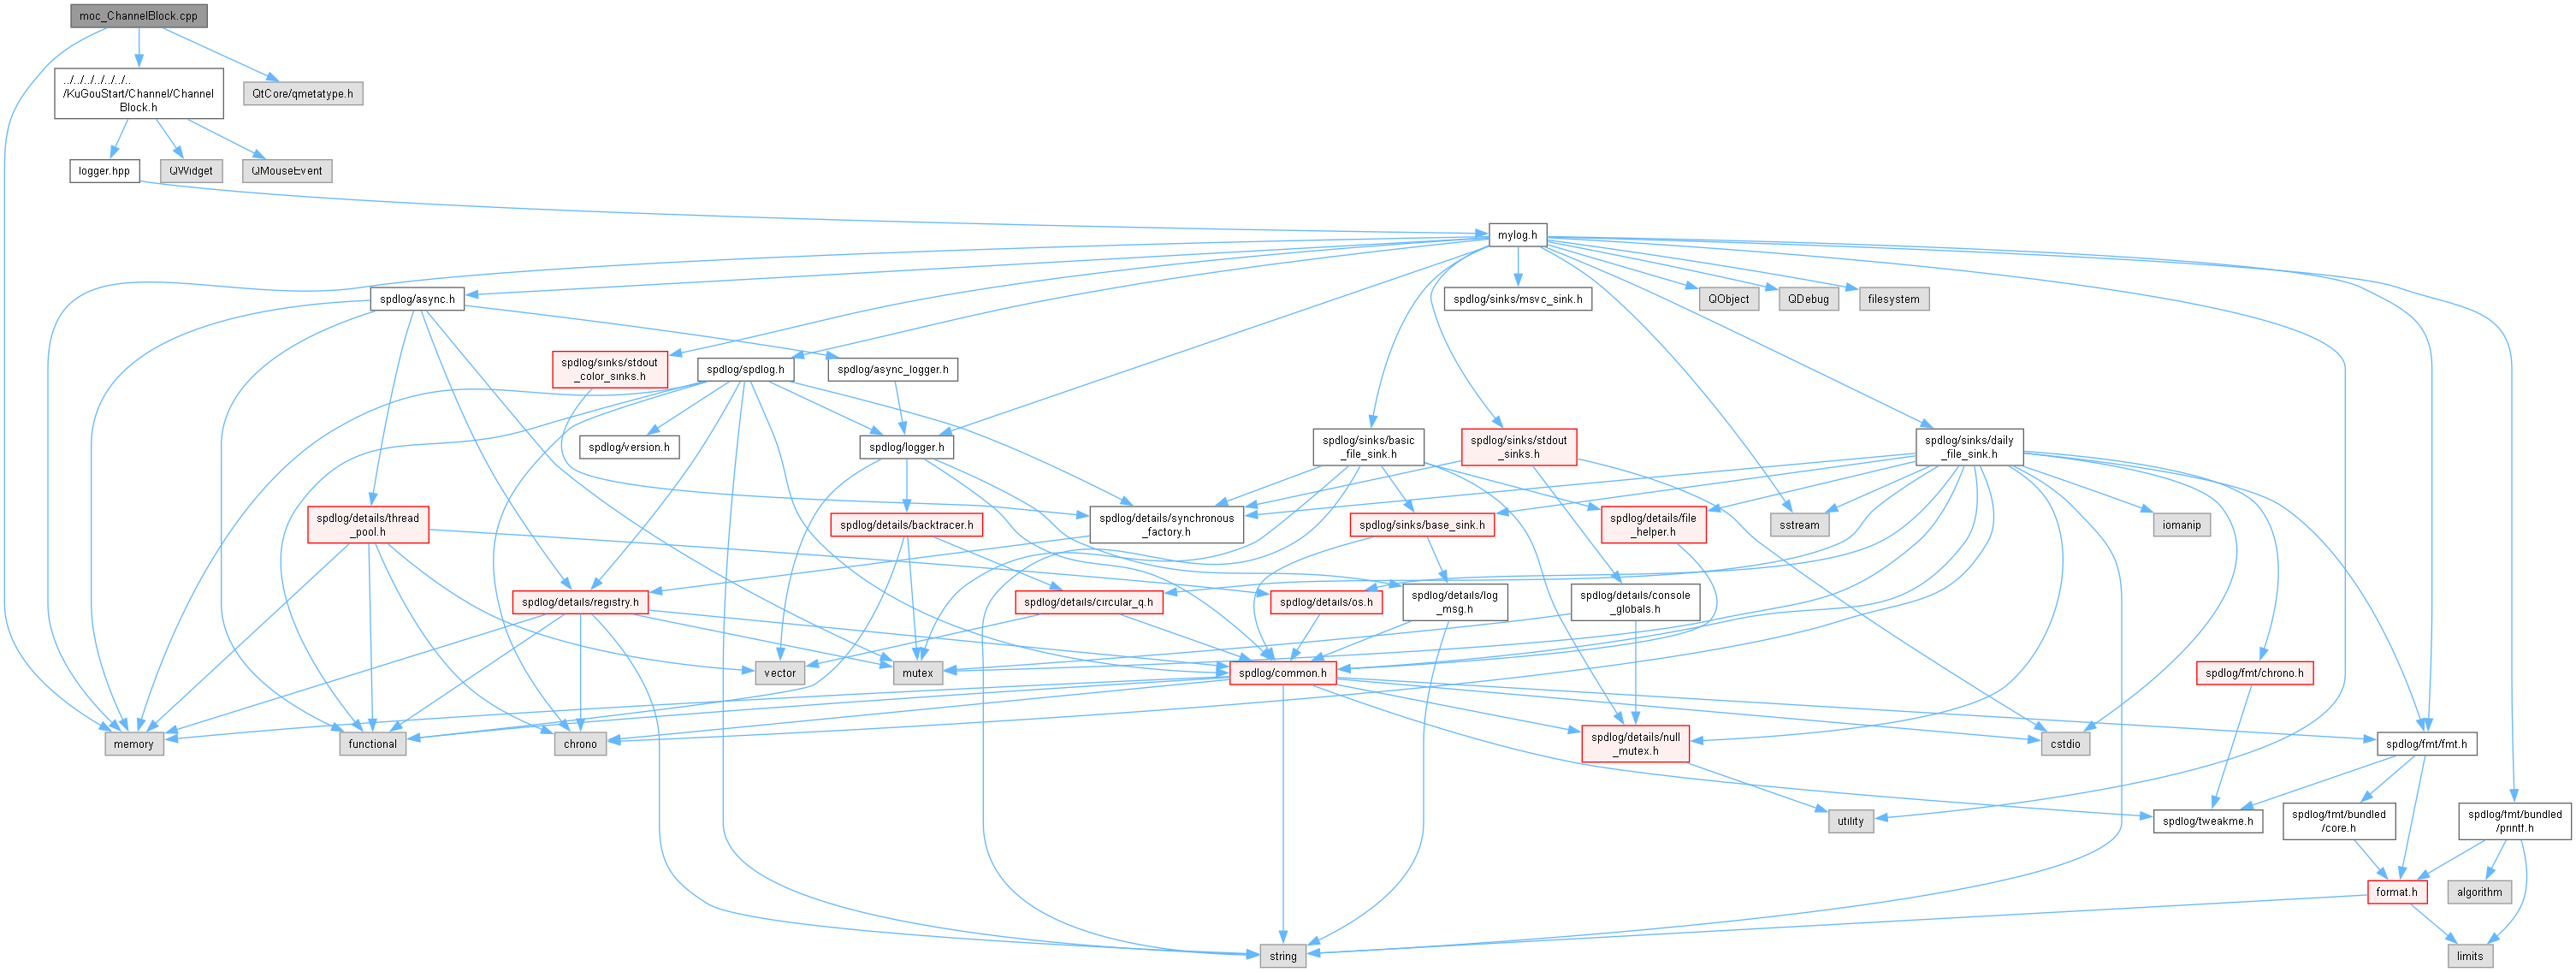 moc_ChannelBlock.cpp
../../../../../../..
/KuGouStart/Channel/Channel
Block.h
QtCore/qmetatype.h
logger.hpp
QWidget
QMouseEvent
mylog.h
spdlog/async.h
spdlog/sinks/msvc_sink.h
QObject
QDebug
filesystem
spdlog/sinks/stdout
_color_sinks.h
spdlog/spdlog.h
spdlog/async_logger.h
spdlog/version.h
spdlog/logger.h
spdlog/sinks/basic
_file_sink.h
spdlog/sinks/stdout
_sinks.h
spdlog/sinks/daily
_file_sink.h
spdlog/details/thread
_pool.h
spdlog/details/backtracer.h
spdlog/details/synchronous
_factory.h
spdlog/sinks/base_sink.h
spdlog/details/file
_helper.h
sstream
iomanip
spdlog/details/registry.h
spdlog/details/circular_q.h
spdlog/details/os.h
spdlog/details/log
_msg.h
spdlog/details/console
_globals.h
vector
mutex
spdlog/common.h
spdlog/fmt/chrono.h
memory
functional
chrono
spdlog/details/null
_mutex.h
cstdio
spdlog/fmt/fmt.h
utility
spdlog/tweakme.h
spdlog/fmt/bundled
/core.h
spdlog/fmt/bundled
/printf.h
format.h
algorithm
string
limits